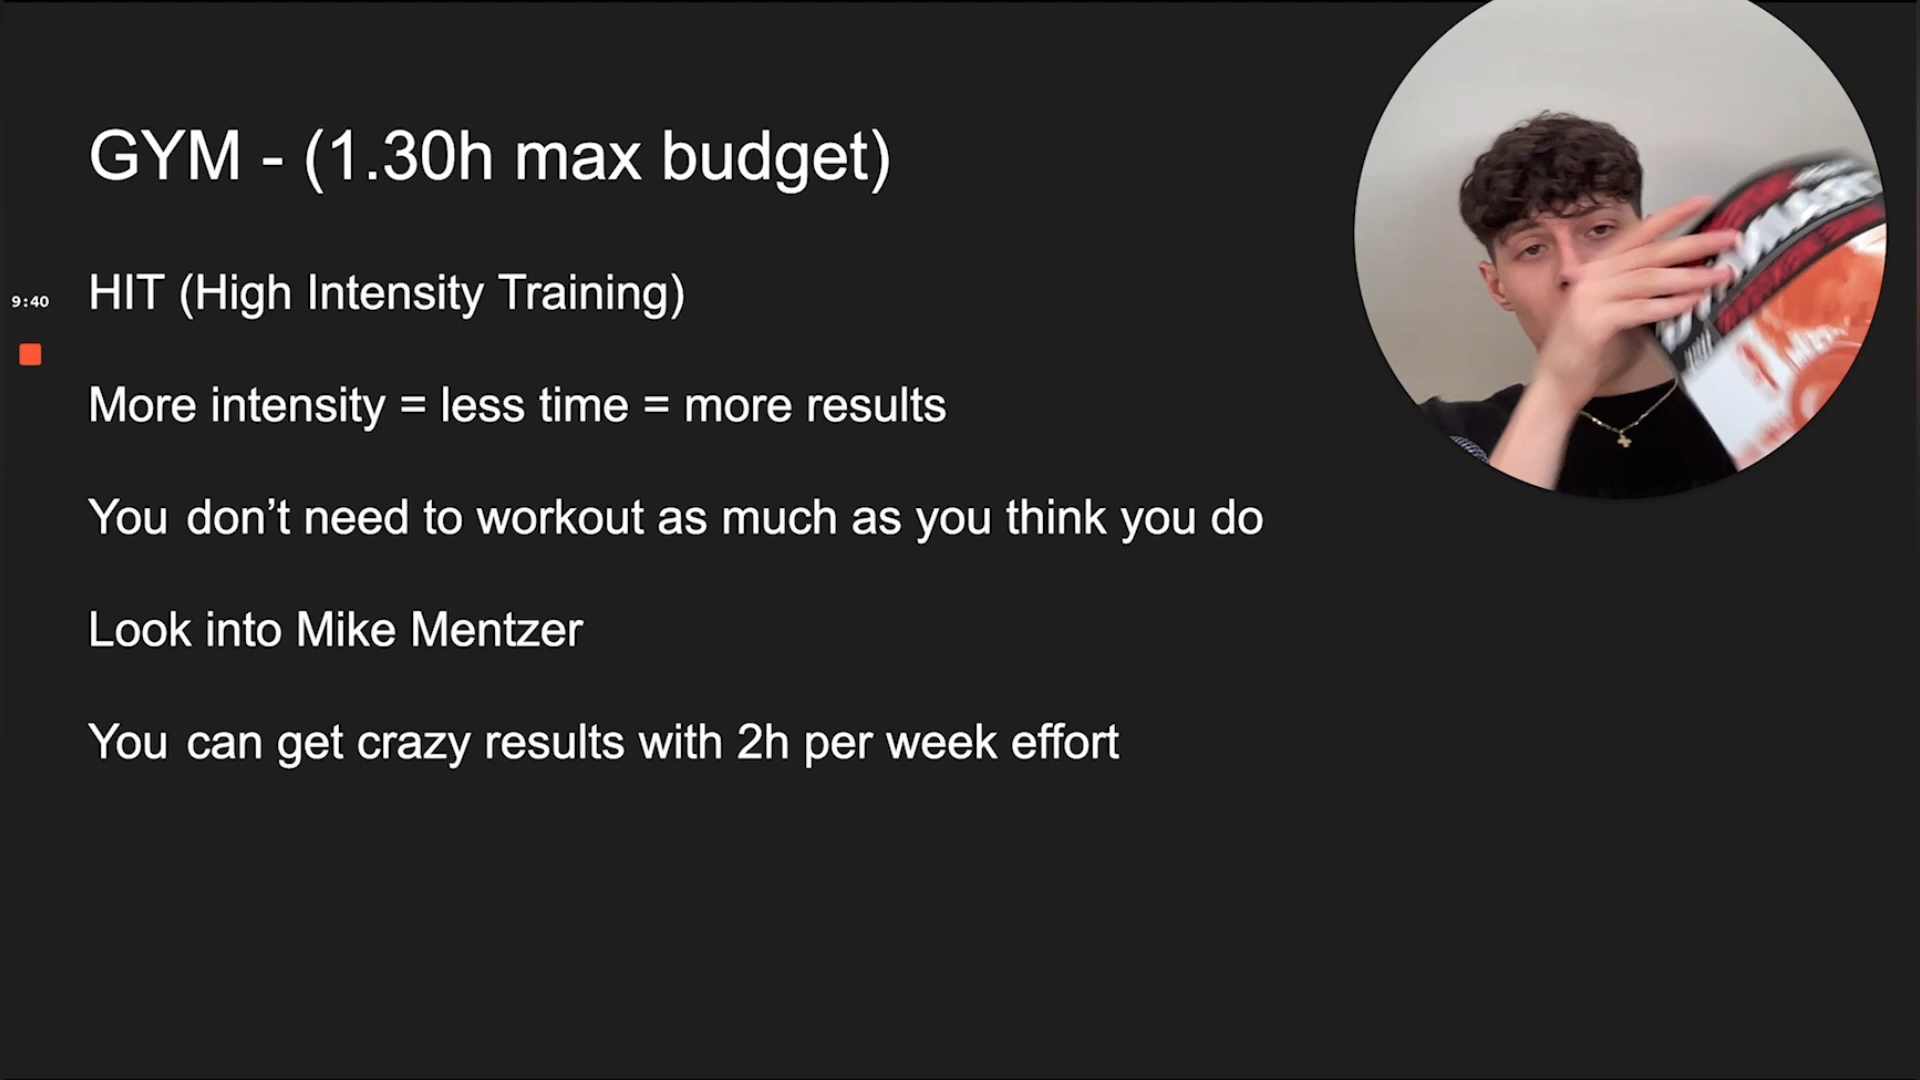 GYM - (1.30h max budget)
HIT (High Intensity Training)
9:40
More intensity = less time = more results
You don’t need to workout as much as you think you do
Look into Mike Mentzer
You can get crazy results with 2h per week effort